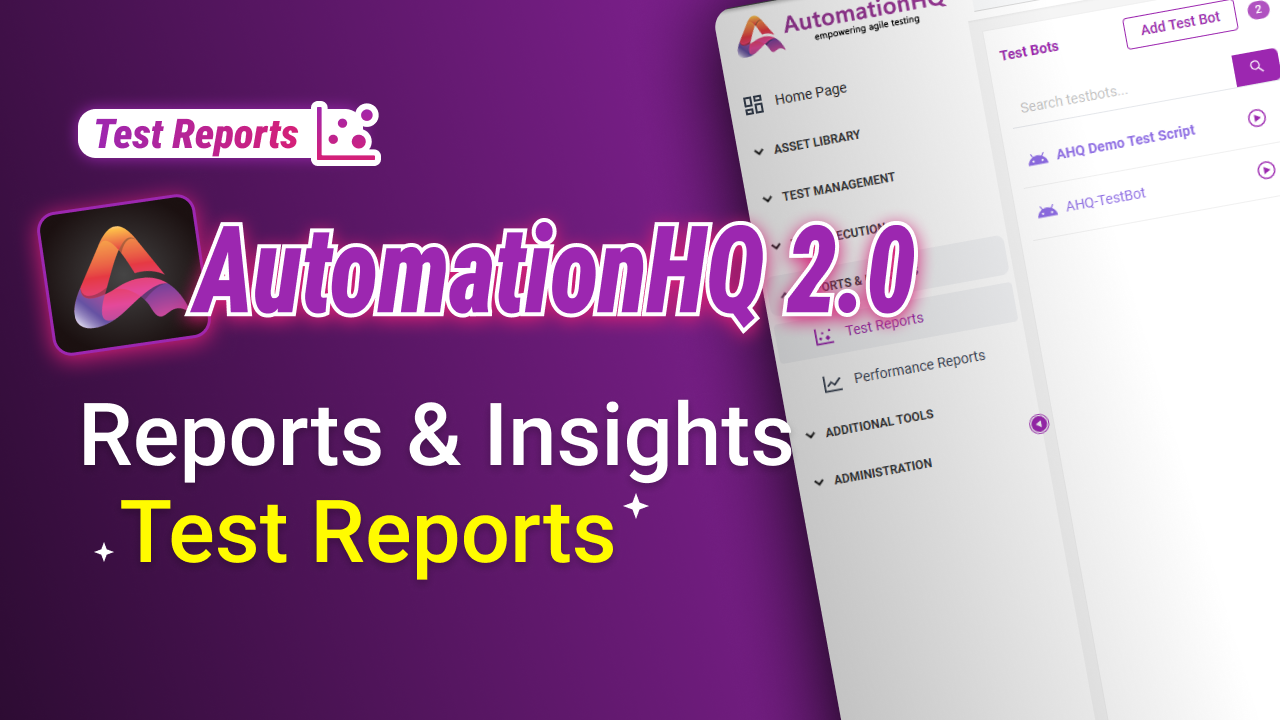 Test Reports
AutomationHQ 2.0
Reports & Insights
Test Reports
AutomationHQ
empowering agile testing
Home Page
ASSET LIBRARY
TEST MANAGEMENT
Test Reports
Performance Reports
ADDITIONAL TOOLS
ADMINISTRATION
Test Bots
Add Test Bot
2
Search testbots...
AHQ Demo Test Script
AHQ-TestBot